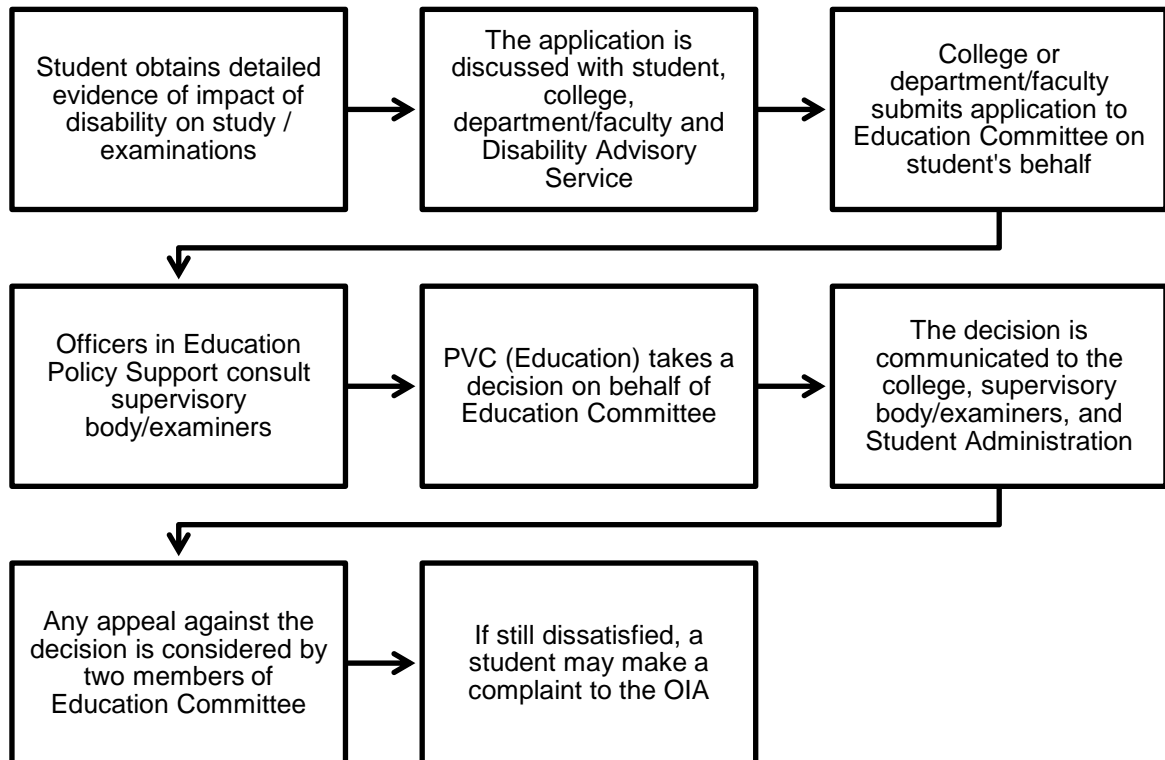 Student obtains detailed
evidence of impact of
disability on study /
examinations
The application is
discussed with student,
college,
department/faculty and
Disability Advisory
Service
College or
department/faculty
submits application to
Education Committee on
student's behalf
Officers in Education
Policy Support consult
supervisory
body/examiners
PVC (Education) takes a
decision on behalf of
Education Committee
The decision is
communicated to the
college, supervisory
body/examiners, and
Student Administration
Any appeal against the
decision is considered by
two members of
Education Committee
If still dissatisfied, a
student may make a
complaint to the OIA